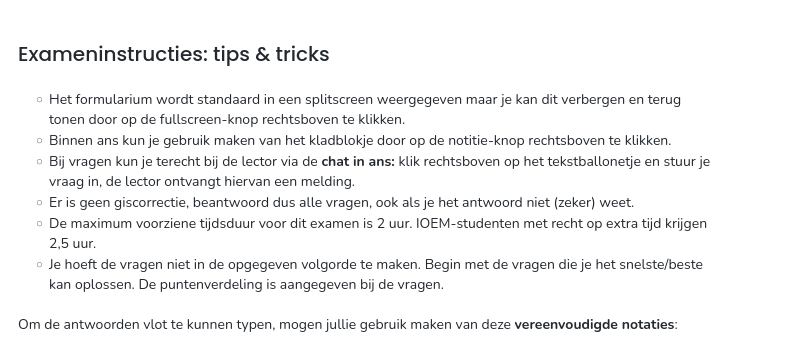 Exameninstructies: tips & tricks
Het formularium wordt standaard in een splitscreen weergegeven maar je kan dit verbergen en terug
tonen door op de fullscreen-knop rechtsboven te klikken.
Binnen ans kun je gebruik maken van het kladblokje door op de notitie-knop rechtsboven te klikken.
Bij vragen kun je terecht bij de lector via de chat in ans: klik rechtsboven op het tekstballonetje en stuur je
vraag in, de lector ontvangt hiervan een melding.
Er is geen giscorrectie, beantwoord dus alle vragen, ook als je het antwoord niet (zeker) weet.
De maximum voorziene tijdsduur voor dit examen is 2 uur. IOEM-studenten met recht op extra tijd krijgen
2,5 uur.
Je hoeft de vragen niet in de opgegeven volgorde te maken. Begin met de vragen die je het snelste/beste
kan oplossen. De puntenverdeling is aangegeven bij de vragen.
Om de antwoorden vlot te kunnen typen, mogen jullie gebruik maken van deze vereenvoudigde notaties: